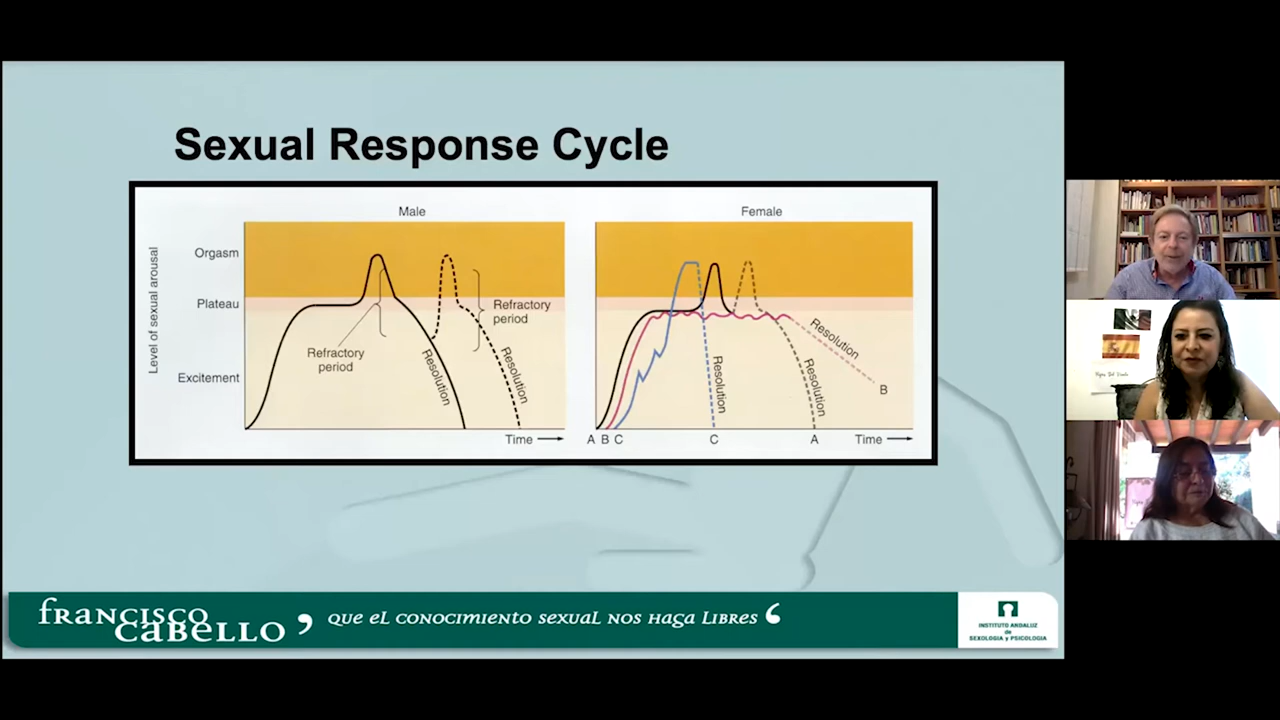 Sexual Response Cycle
Male
Female
Level of sexual arousal
Orgasm
Plateau
Excitement
Refractory
period
Refractory
period
Resolution
Resolution
Time
Resolution
Resolution
Resolution
B
A B C
C
A
Time
FRANCISCO
CABELLO
, QUE EL CONOCIMIENTO SEXUAL NOS HAGA LIBRES ‘
INSTITUTO ANDALUZ
de
SEXOLOGIA y PSICOLOGIA